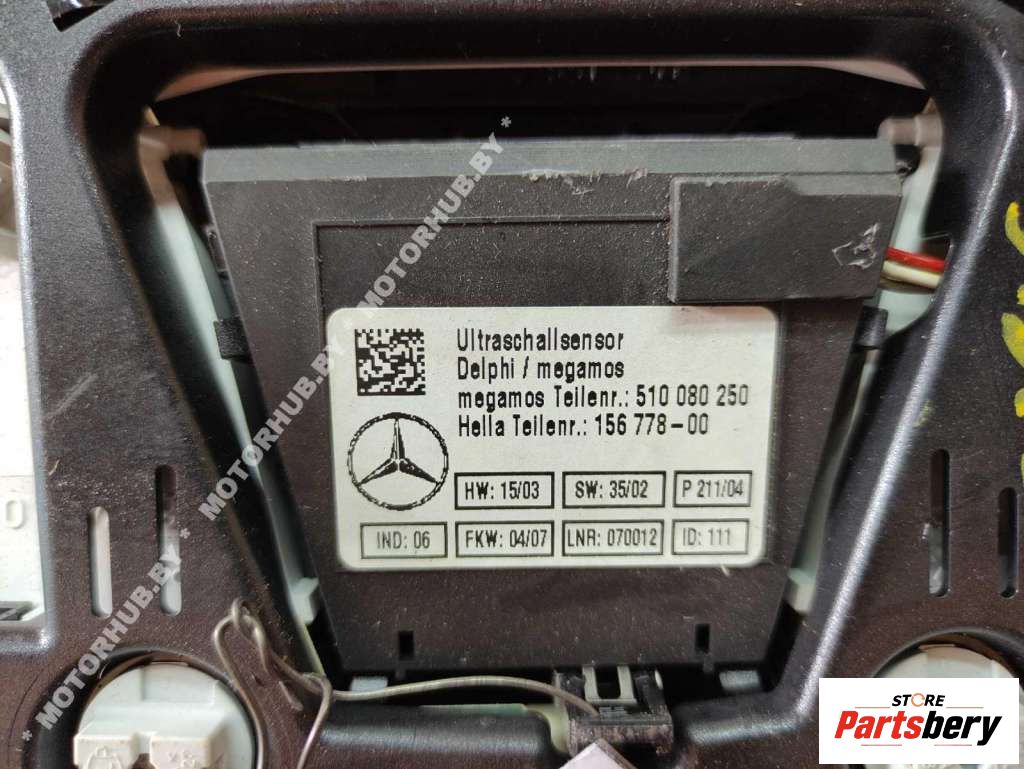 * MOTORHUB.BY * MOTORHUB.BY * MOTORHUB.BY *
Ultraschallsensor
Delphi / megamos
megamos Teilenr.: 510 080 250
Hella Teilenr.: 156 778-00
HW: 15/03 SW: 35/02 P 211/04
IND: 06 FKW: 04/07 LNR: 070012 ID: 111
STORE
Partsbery